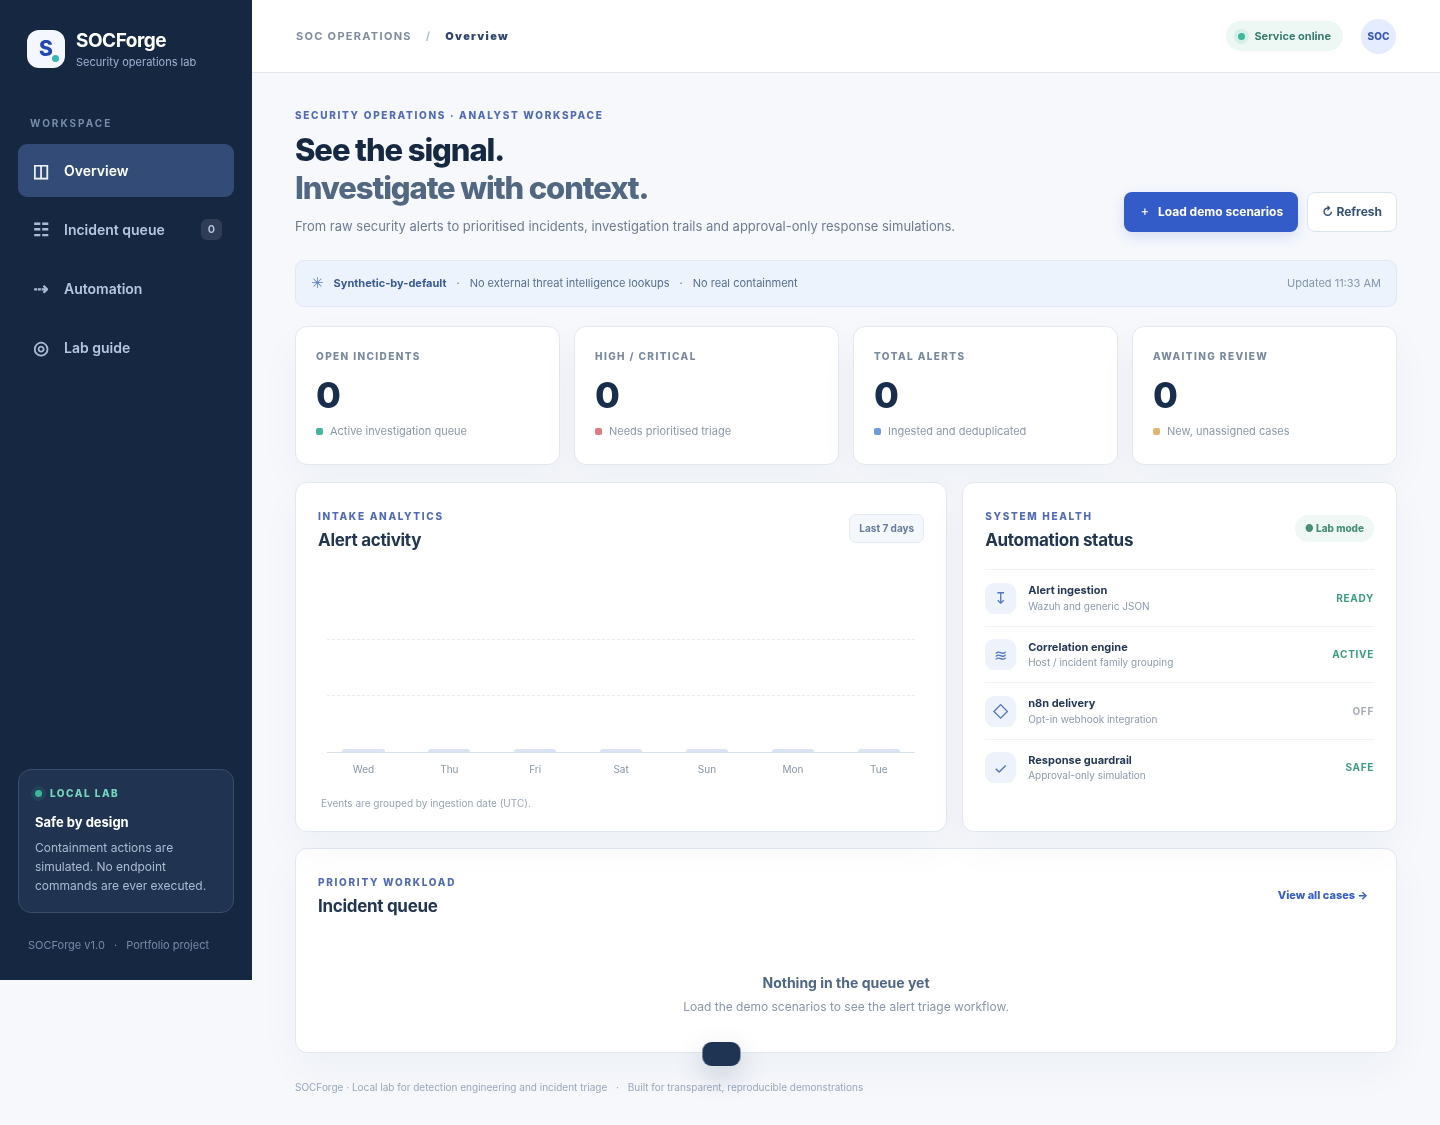 S
SOCForge
Security operations lab
WORKSPACE
Overview
Incident queue
0
Automation
Lab guide
LOCAL LAB
Safe by design
Containment actions are
simulated. No endpoint
commands are ever executed.
SOCForge v1.0 · Portfolio project
SOC OPERATIONS / Overview
Service online
SOC
SECURITY OPERATIONS · ANALYST WORKSPACE
See the signal.
Investigate with context.
From raw security alerts to prioritised incidents, investigation trails and approval-only response simulations.
+ Load demo scenarios
↻ Refresh
✳ Synthetic-by-default · No external threat intelligence lookups · No real containment
Updated 11:33 AM
OPEN INCIDENTS
0
Active investigation queue
HIGH / CRITICAL
0
Needs prioritised triage
TOTAL ALERTS
0
Ingested and deduplicated
AWAITING REVIEW
0
New, unassigned cases
INTAKE ANALYTICS
Alert activity
Last 7 days
Wed Thu Fri Sat Sun Mon Tue
Events are grouped by ingestion date (UTC).
SYSTEM HEALTH
Automation status
Lab mode
Alert ingestion
Wazuh and generic JSON
READY
Correlation engine
Host / incident family grouping
ACTIVE
n8n delivery
Opt-in webhook integration
OFF
Response guardrail
Approval-only simulation
SAFE
PRIORITY WORKLOAD
Incident queue
View all cases →
Nothing in the queue yet
Load the demo scenarios to see the alert triage workflow.
SOCForge · Local lab for detection engineering and incident triage · Built for transparent, reproducible demonstrations